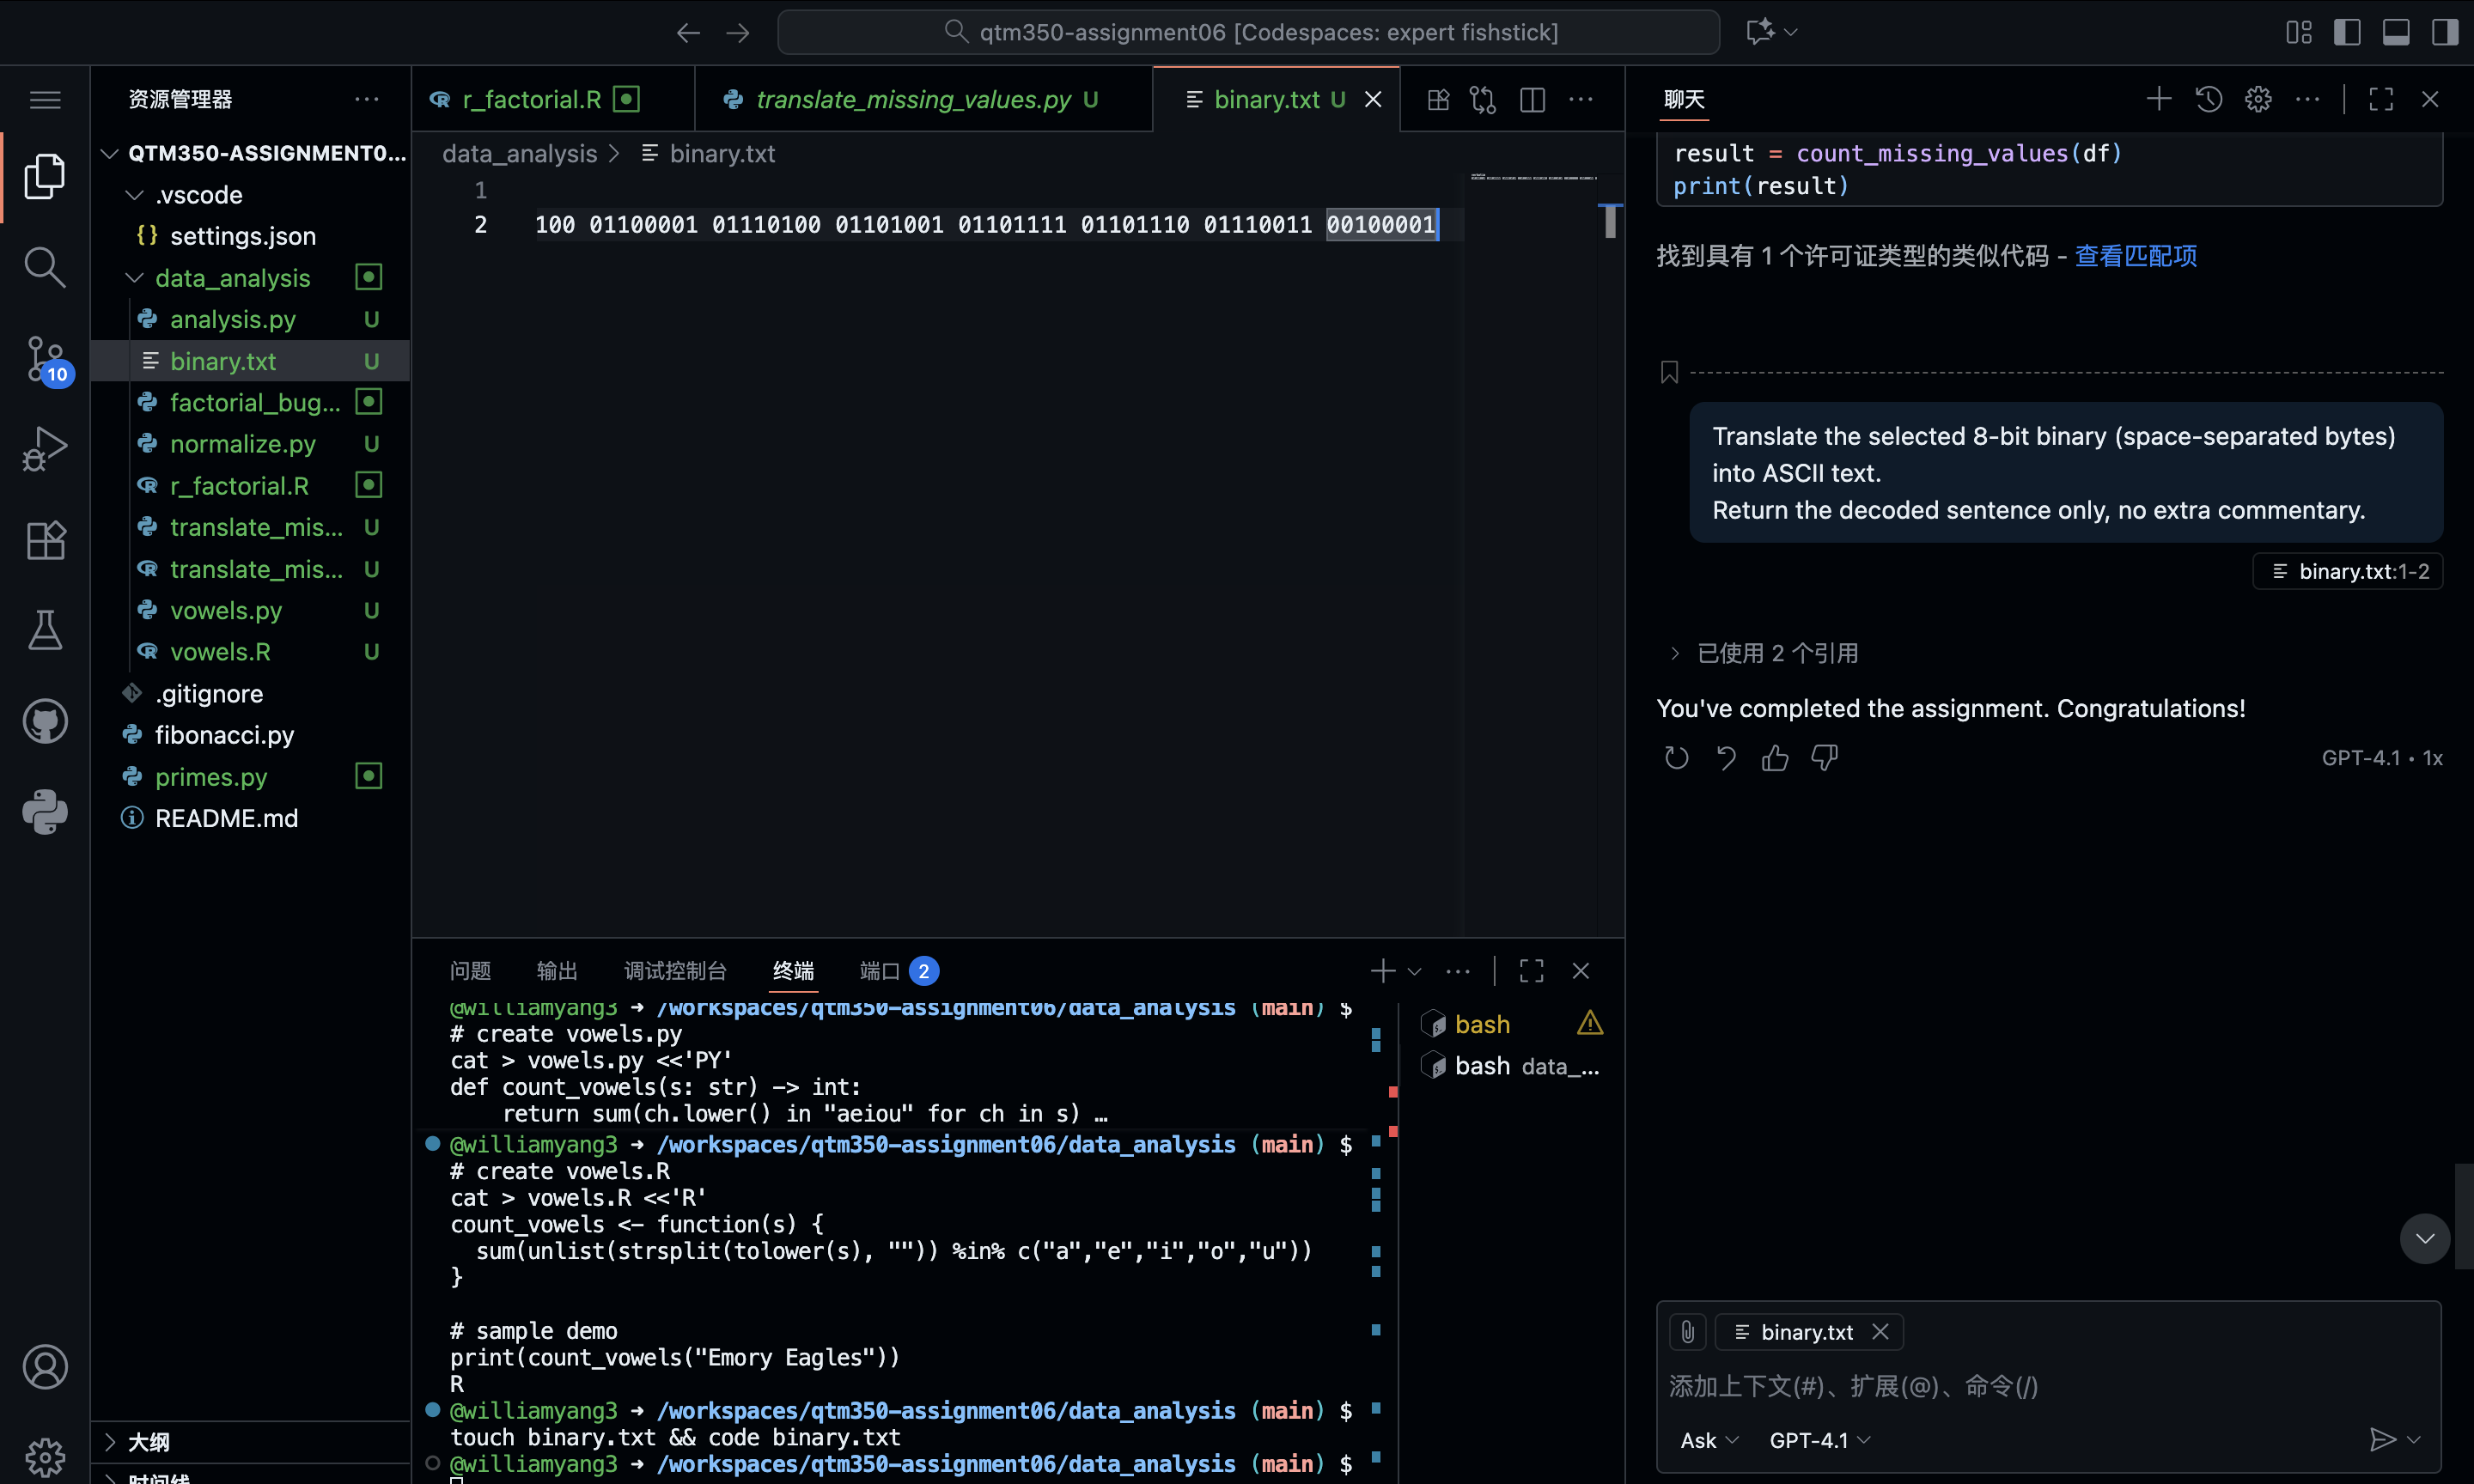 qtm350-assignment06 [Codespaces: expert fishstick]
资源管理器
QTM350-ASSIGNMENT0...
.vscode
{} settings.json
data_analysis
analysis.py U
binary.txt U
factorial_bug...
normalize.py U
r_factorial.R
translate_mis... U
translate_mis... U
vowels.py U
vowels.R U
.gitignore
fibonacci.py
primes.py
README.md
大纲
时间线
10
r_factorial.R
translate_missing_values.py U
binary.txt U
data_analysis > binary.txt
1
2 100 01100001 01110100 01101001 01101111 01101110 01110011 00100001
问题 输出 调试控制台 终端 端口 2
@williamyang3 ➜ /workspaces/qtm350-assignment06/data_analysis (main) $
# create vowels.py
cat > vowels.py <<'PY'
def count_vowels(s: str) -> int:
return sum(ch.lower() in "aeiou" for ch in s) …
@williamyang3 ➜ /workspaces/qtm350-assignment06/data_analysis (main) $
# create vowels.R
cat > vowels.R <<'R'
count_vowels <- function(s) {
sum(unlist(strsplit(tolower(s), "")) %in% c("a","e","i","o","u"))
}
# sample demo
print(count_vowels("Emory Eagles"))
R
@williamyang3 ➜ /workspaces/qtm350-assignment06/data_analysis (main) $
touch binary.txt && code binary.txt
@williamyang3 ➜ /workspaces/qtm350-assignment06/data_analysis (main) $
bash
bash data_...
聊天
result = count_missing_values(df)
print(result)
找到具有 1 个许可证类型的类似代码 - 查看匹配项
Translate the selected 8-bit binary (space-separated bytes)
into ASCII text.
Return the decoded sentence only, no extra commentary.
binary.txt:1-2
已使用 2 个引用
You've completed the assignment. Congratulations!
GPT-4.1 • 1x
binary.txt
添加上下文(#)、扩展(@)、命令(/)
Ask GPT-4.1